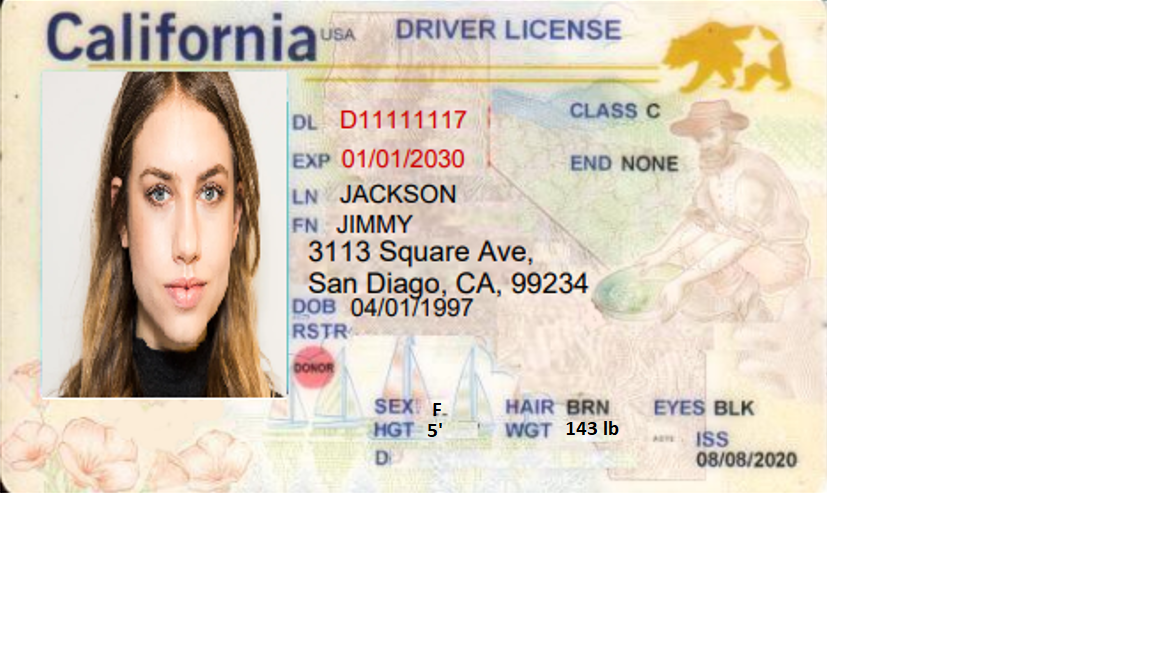 California USA DRIVER LICENSE
DL D11111117 CLASS C
EXP 01/01/2030 END NONE
LN JACKSON
FN JIMMY
3113 Square Ave,
San Diago, CA, 99234
DOB 04/01/1997
RSTR
DONOR
SEX F HAIR BRN EYES BLK
HGT 5' WGT 143 lb ISS
D 08/08/2020